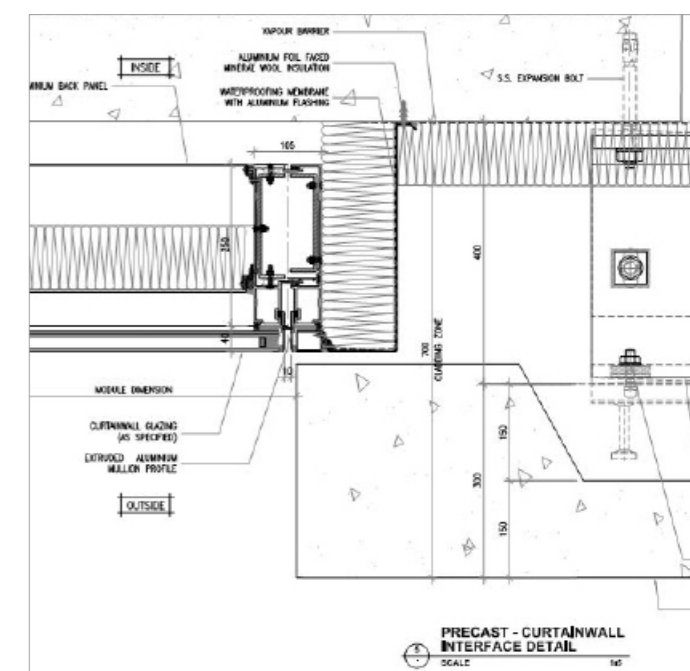 VAPOUR BARRIER
INSIDE
ALUMINIUM FOIL FACED
MINERAL WOOL INSULATION
S.S. EXPANSION BOLT
MINIUM BACK PANEL
WATERPROOFING MEMBRANE
WITH ALUMINIUM FLASHING
105
250
400
40
700
CLADDING ZONE
10
MODULE DIMENSION
CURTAINWALL GLAZING
(AS SPECIFIED)
150
EXTRUDED ALUMINIUM
MULLION PROFILE
300
OUTSIDE
150
PRECAST - CURTAINWALL
INTERFACE DETAIL
SCALE